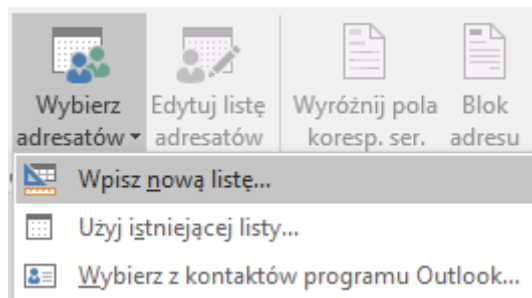 Wybierz adresatów
Edytuj listę adresatów
Wyróżnij pola koresp. ser.
Blok adresu
Wpisz nową listę...
Użyj istniejącej listy...
Wybierz z kontaktów programu Outlook...